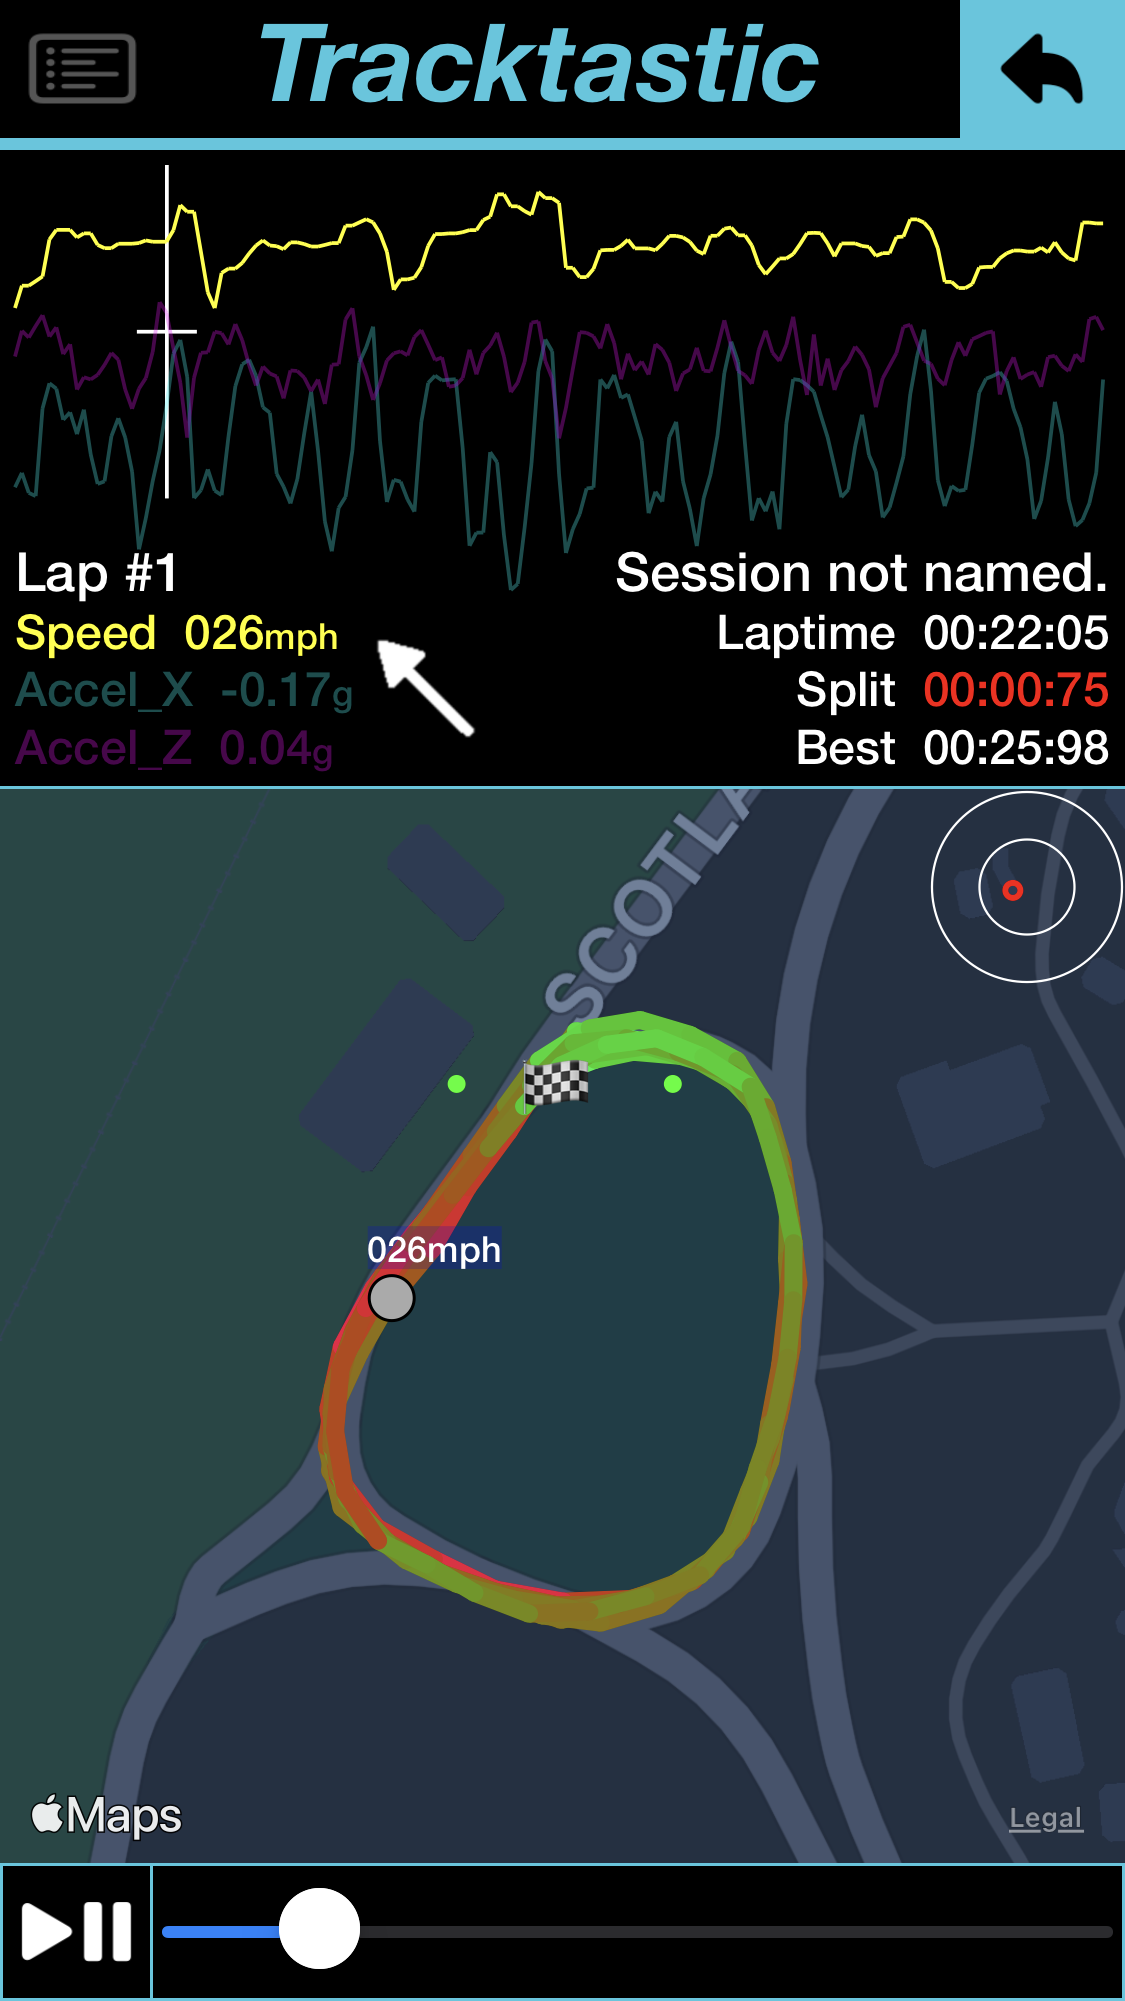 Tracktastic
Lap #1
Session not named.
Speed 026mph
Laptime 00:22:05
Accel_X -0.17g
Split 00:00:75
Accel_Z 0.04g
Best 00:25:98
SCOTLA
026mph
Maps
Legal